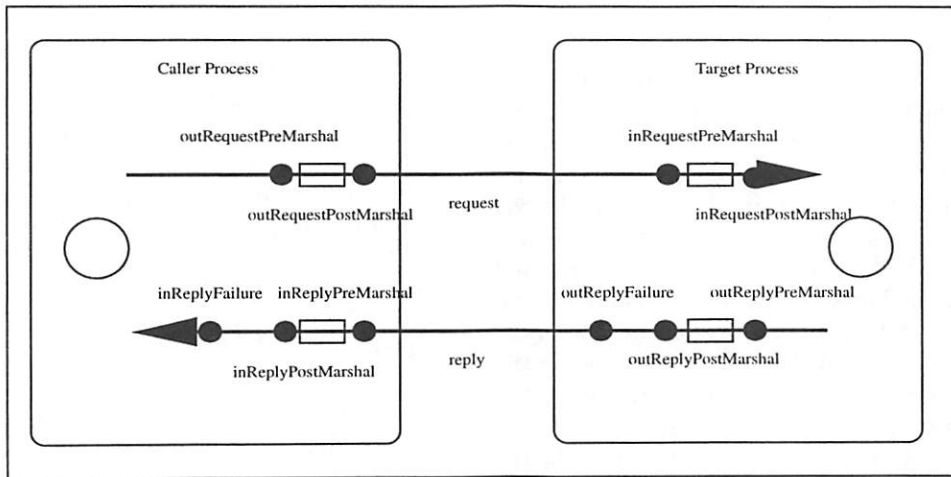 Caller Process
Target Process
outRequestPreMarshal
inRequestPreMarshal
outRequestPostMarshal
request
inRequestPostMarshal
inReplyFailure
inReplyPreMarshal
outReplyFailure
outReplyPreMarshal
inReplyPostMarshal
reply
outReplyPostMarshal